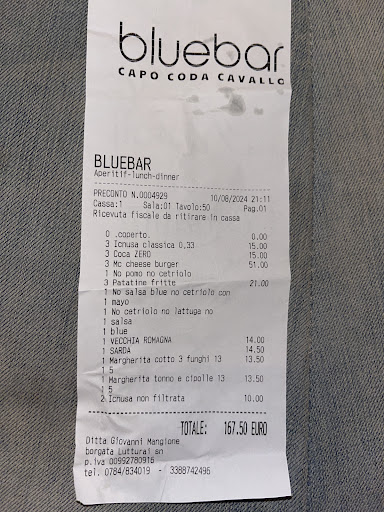 bluebar
CAPO CODA CAVALLO
BLUEBAR
Aperitif-lunch-dinner
PRECONTO N.0004929 10/08/2024 21:11
Cassa:1 Sala:01 Tavolo:50 Pag.01
Ricevuta fiscale da ritirare in cassa
0 .coperto. 0.00
3 Icnusa classica 0,33 15.00
3 Coca ZERO 15.00
3 Mc cheese burger 51.00
1 No pomo no cetriolo
3 Patatine fritte 21.00
1 No salsa blue no cetriolo con
1 mayo
1 No cetriolo no lattuga no
1 salsa
1 blue
1 VECCHIA ROMAGNA 14.00
1 SARDA 14.50
1 Margherita cotto 3 funghi 13 13.50
1 5
1 Margherita tonno e cipolle 13 13.50
1 5
2 Ichusa non filtrata 10.00
TOTALE: 167.50 EURO
Ditta Giovanni Mangione
borgata Lutturai sn
p.iva 00992780916
tel. 0784/834019 - 3388742496